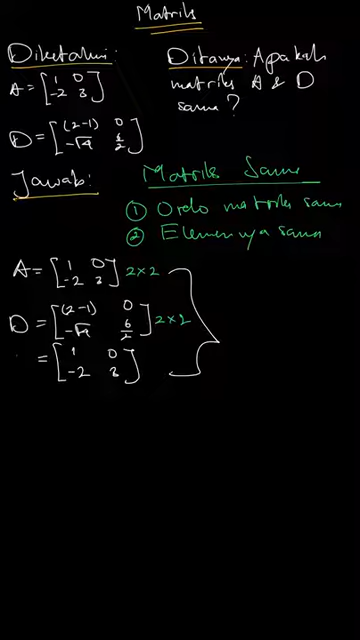 Matriks
Diketahui:
A = [1 0
-2 3]
D = [(2-1) 0
-√4 6/2]
Ditanya: Apakah
matriks A & D
sama?
Jawab:
Matriks Sama
① Ordo matriks sama
② Elemennya sama
A = [1 0
-2 3] 2×2
D = [(2-1) 0
-√4 6/2] 2×2
= [1 0
-2 3]